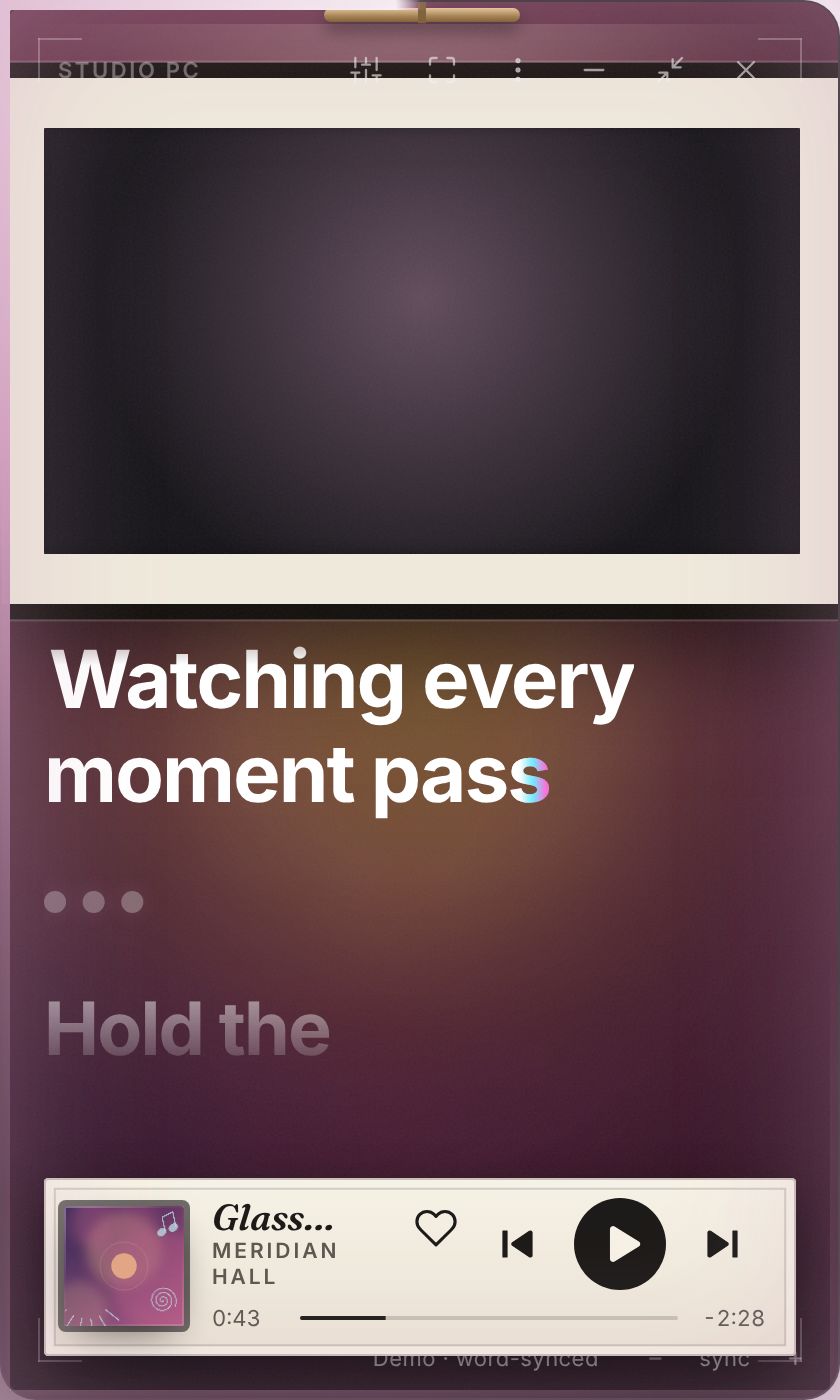 STUDIO PC
Watching every
moment pass
Hold the
Glass...
MERIDIAN
HALL
0:43
-2:28
Demo · word-synced − sync +